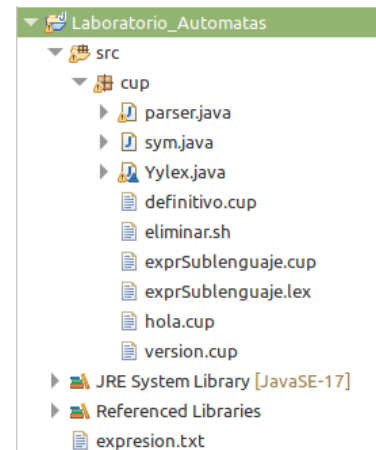 Laboratorio_Automatas
src
cup
parser.java
sym.java
Yylex.java
definitivo.cup
eliminar.sh
exprSublenguaje.cup
exprSublenguaje.lex
hola.cup
version.cup
JRE System Library [JavaSE-17]
Referenced Libraries
expresion.txt